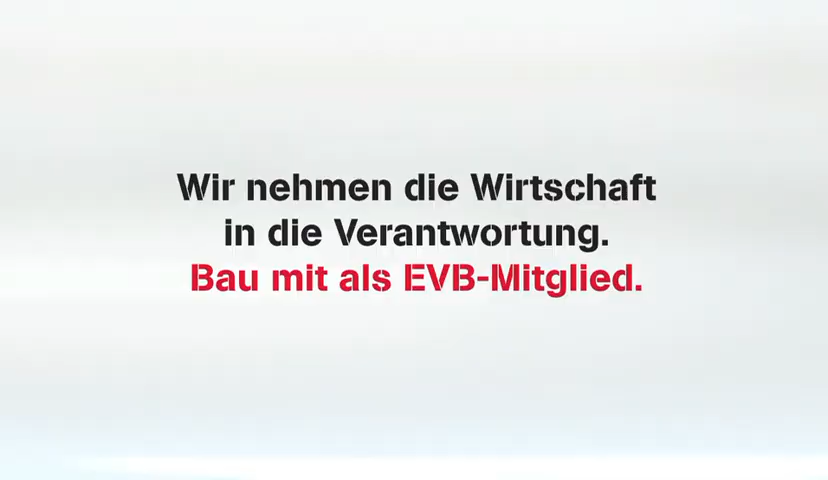 Wir nehmen die Wirtschaft
in die Verantwortung.
Bau mit als EVB-Mitglied.